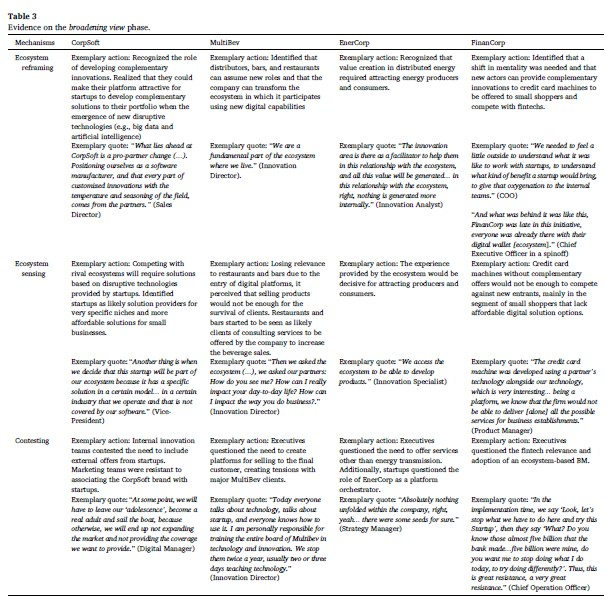 Table 3
Evidence on the broadening view phase.
Mechanisms
CorpSoft
MultiBev
EnerCorp
FinanCorp
Ecosystem
reframing
Exemplary action: Recognized the role
of developing complementary
innovations. Realized that they could
make their platform attractive for
startups to develop complementary
solutions to their portfolio when the
emergence of new disruptive
technologies (e.g., big data and
artificial intelligence)
Exemplary action: Identified that
distributors, bars, and restaurants
can assume new roles and that the
company can transform the
ecosystem in which it participates
using new digital capabilities
Exemplary action: Recognized that
value creation in distributed energy
required attracting energy producers
and consumers.
Exemplary action: Identified that a
shift in mentality was needed and that
new actors can provide complementary
innovations to credit card machines to
be offered to small shoppers and
compete with fintechs.
Exemplary quote: "What lies ahead at
CorpSoft is a pro-partner change (…).
Positioning ourselves as a software
manufacturer, and that every part of
customised innovations with the
temperature and seasoning of the field,
comes from the partners." (Sales
Director)
Exemplary quote: "We are a
fundamental part of the ecosystem
where we live." (Innovation
Director).
Exemplary quote: "The innovation
area is there as a facilitator to help them
in this relationship with the ecosystem,
and all this value will be generated… in
this relationship with the ecosystem,
right, nothing is generated more
internally." (Innovation Analyst)
Exemplary quote: "We needed to feel a
little outside to understand what it was
like to work with startups, to understand
what kind of benefit a startup would bring,
to give that oxygenation to the internal
teams." (COO)
"And what was behind it was like this,
FinanCorp was late in this initiative,
everyone was already there with their
digital wallet [ecosystem]." (Chief
Executive Officer in a spinoff)
Ecosystem
sensing
Exemplary action: Competing with
rival ecosystems will require solutions
based on disruptive technologies
provided by startups. Identified
startups as likely solution providers for
very specific niches and more
affordable solutions for small
businesses.
Exemplary action: Losing relevance
to restaurants and bars due to the
entry of digital platforms, it
perceived that selling products
would not be enough for the
survival of clients. Restaurants and
bars started to be seen as likely
clients of consulting services to be
offered by the company to increase
the beverage sales.
Exemplary action: The experience
provided by the ecosystem would be
decisive for attracting producers and
consumers.
Exemplary action: Credit card
machines without complementary
offers would not be enough to compete
against new entrants, mainly in the
segment of small shoppers that lack
affordable digital solution options.
Exemplary quote: "Another thing is when
we decide that this startup will be part of
our ecosystem because it has a specific
solution in a certain model… in a certain
industry that we operate and that is not
covered by our software." (Vice-
President)
Exemplary quote: "Then we asked the
ecosystem (…), we asked our partners:
How do you see me? How can I really
impact your day-to-day life? How can
I impact the way you do business?."
(Innovation Director)
Exemplary quote: "We access the
ecosystem to be able to develop
products." (Innovation Specialist)
Exemplary quote: "The credit card
machine was developed using a partner's
technology alongside our technology,
which is very interesting… being a
platform, we know that the firm would not
be able to deliver [alone] all the possible
services for business establishments."
(Product Manager)
Contesting
Exemplary action: Internal innovation
teams contested the need to include
external offers from startups.
Marketing teams were resistant to
associating the CorpSoft brand with
startups.
Exemplary action: Executives
questioned the need to create
platforms for selling to the final
customer, creating tensions with
major MultiBev clients.
Exemplary action: Executives
questioned the need to offer services
other than energy transmission.
Additionally, startups questioned the
role of EnerCorp as a platform
orchestrator.
Exemplary action: Executives
questioned the fintech relevance and
adoption of an ecosystem-based BM.
Exemplary quote: "At some point, we will
have to leave our 'adolescence', become a
real adult and sail the boat, because
otherwise, we will end up not expanding
the market and not providing the coverage
we want to provide." (Digital Manager)
Exemplary quote: "Today everyone
talks about technology, talks about
startup, and everyone knows how to
use it. I am personally responsible for
training the entire board of Multibev in
technology and innovation. We stop
them twice a year, usually two or three
days teaching technology."
(Innovation Director)
Exemplary quote: "Absolutely nothing
unfolded within the company, right,
yeah… there were some seeds for sure."
(Strategy Manager)
Exemplary quote: "In the
implementation time, we say 'Look, let's
stop what we have to do here and try this
Startup', then they say 'What? Do you
know those almost five billion that the
bank made…five billion were mine, do you
want me to stop doing what I do
today, to try doing differently?'. Thus, this
is great resistance, a very great
resistance." (Chief Operation Officer)